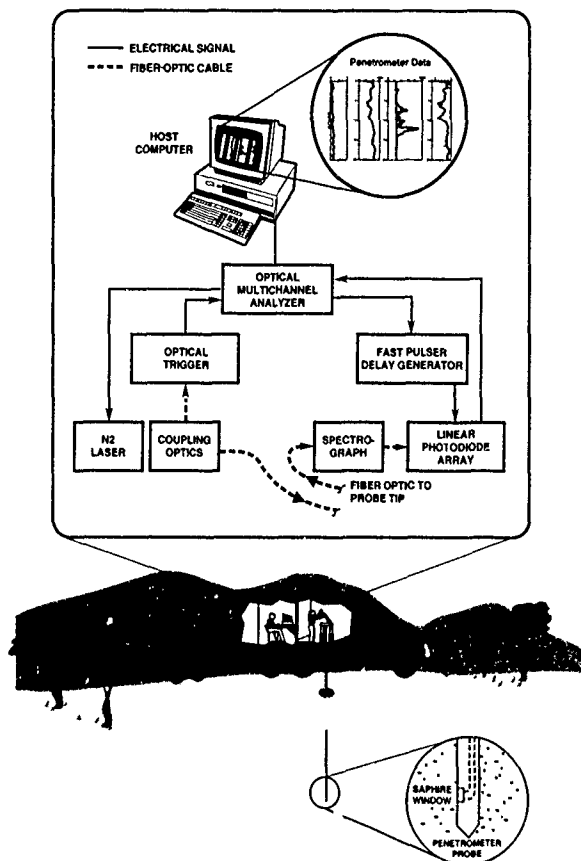 ELECTRICAL SIGNAL
FIBER-OPTIC CABLE
Penetrometer Data
HOST
COMPUTER
OPTICAL
MULTICHANNEL
ANALYZER
OPTICAL
TRIGGER
FAST PULSER
DELAY GENERATOR
N2
LASER
COUPLING
OPTICS
SPECTRO-
GRAPH
LINEAR
PHOTODIODE
ARRAY
FIBER OPTIC TO
PROBE TIP
SAPHIRE
WINDOW
PENETROMETER
PROBE